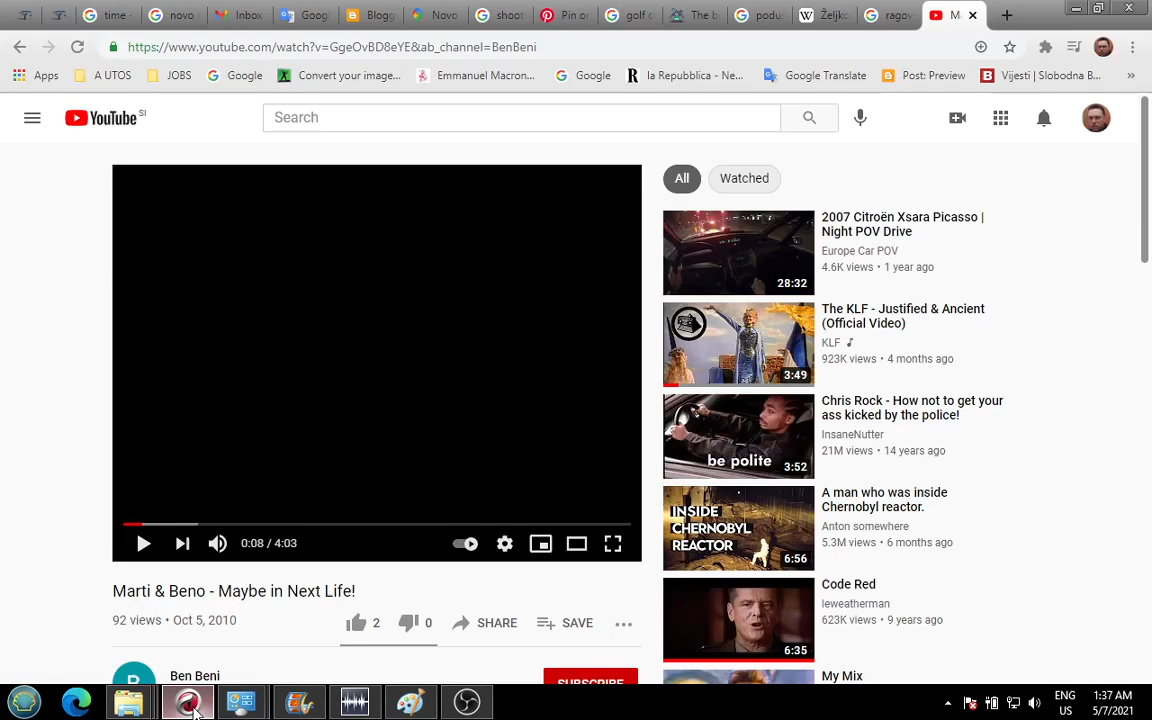 time -
novo
Inbox
Goog
Blogg
Novo
shoot
Pin or
golf c
The b
podu
Željko
ragov
M
https://www.youtube.com/watch?v=GgeOvBD8eYE&ab_channel=BenBeni
Apps
A UTOS
JOBS
Google
Convert your image...
Emmanuel Macron...
Google
la Repubblica - Ne...
Google Translate
Post: Preview
Vijesti | Slobodna B...
»
YouTube SI
Search
All
Watched
28:32
2007 Citroën Xsara Picasso |
Night POV Drive
Europe Car POV
4.6K views • 1 year ago
3:49
The KLF - Justified & Ancient
(Official Video)
KLF
923K views • 4 months ago
be polite
3:52
Chris Rock - How not to get your
ass kicked by the police!
InsaneNutter
21M views • 14 years ago
INSIDE
CHERNOBYL
REACTOR
6:56
A man who was inside
Chernobyl reactor.
Anton somewhere
5.3M views • 6 months ago
6:35
Code Red
leweatherman
623K views • 9 years ago
My Mix
0:08 / 4:03
Marti & Beno - Maybe in Next Life!
92 views • Oct 5, 2010
2
0
SHARE
SAVE
Ben Beni
SUBSCRIBE
ENG
US
1:37 AM
5/7/2021